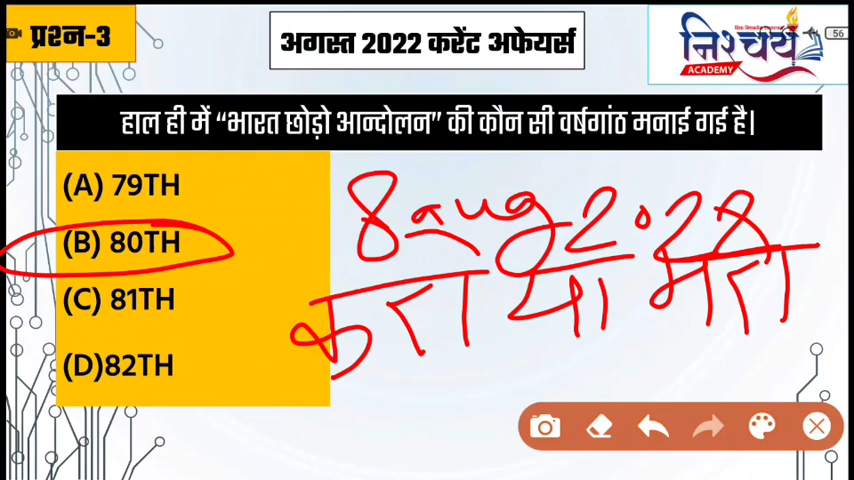 प्रश्न-3
अगस्त 2022 करेंट अफेयर्स
निश्चय
ACADEMY
56
हाल ही में “भारत छोड़ो आन्दोलन” की कौन सी वर्षगांठ मनाई गई है|
(A) 79TH
(B) 80TH
(C) 81TH
(D)82TH
8 aug 2022
करा या मरा